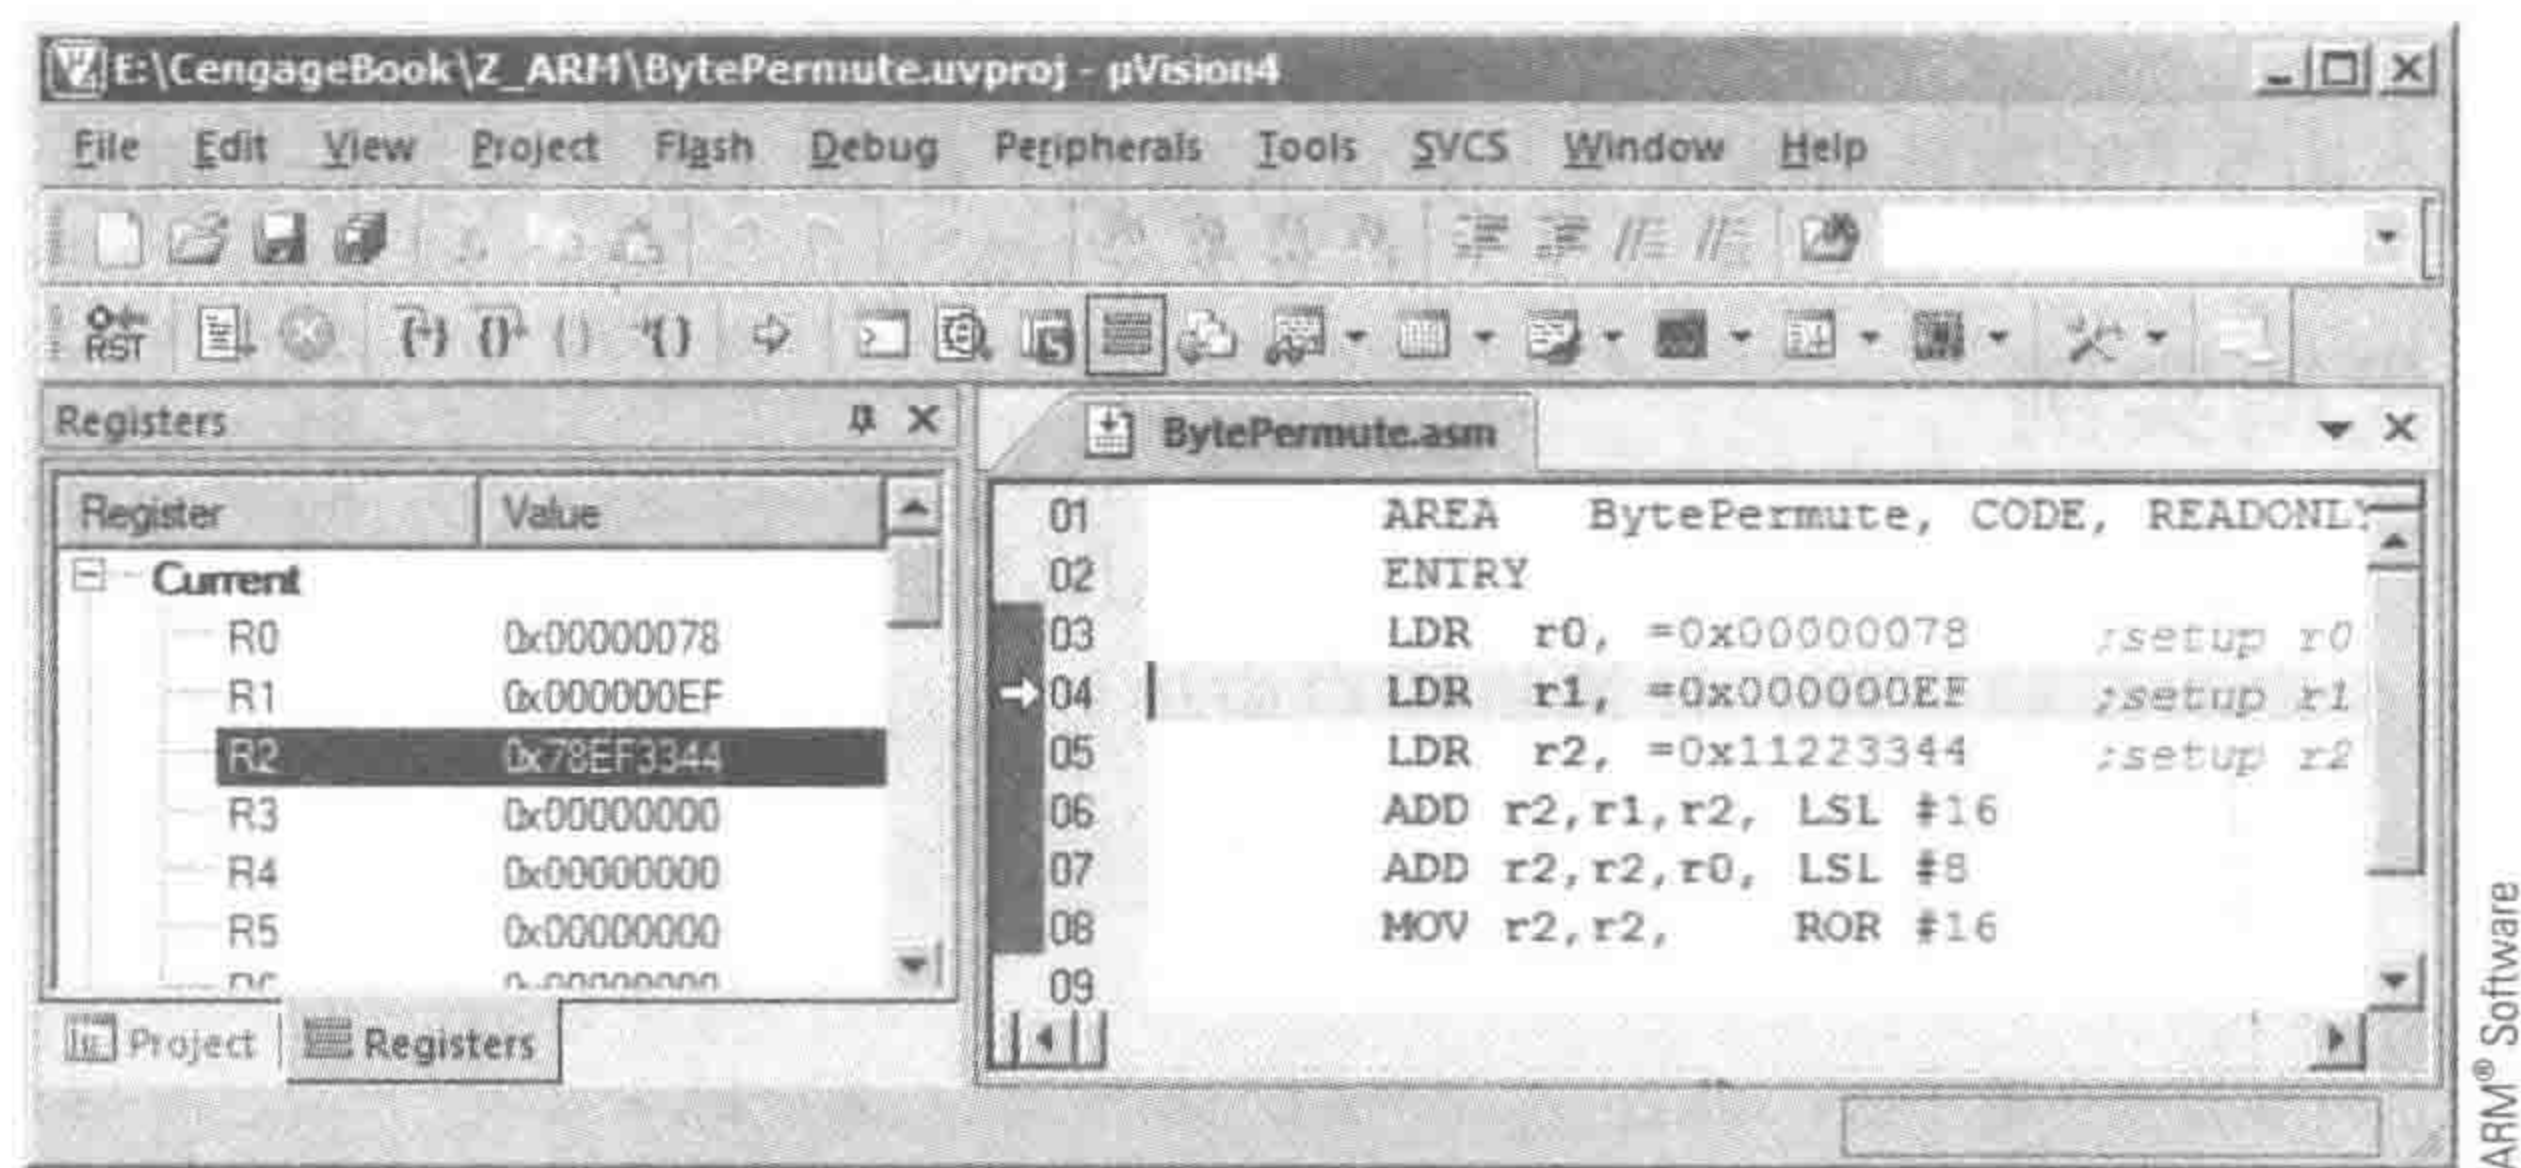 E:\CengageBook\Z_ARM\BytePermute.uvproj - µVision4
File Edit View Project Flash Debug Peripherals Tools SVCS Window Help
RST
Registers
Register Value
Current
R0 0x00000078
R1 0x000000EF
R2 0x78EF3344
R3 0x00000000
R4 0x00000000
R5 0x00000000
Project Registers
BytePermute.asm
01 AREA BytePermute, CODE, READONLY
02 ENTRY
03 LDR r0, =0x00000078 ;setup r0
04 LDR r1, =0x000000EF ;setup r1
05 LDR r2, =0x11223344 ;setup r2
06 ADD r2,r1,r2, LSL #16
07 ADD r2,r2,r0, LSL #8
08 MOV r2,r2, ROR #16
09
ARM® Software